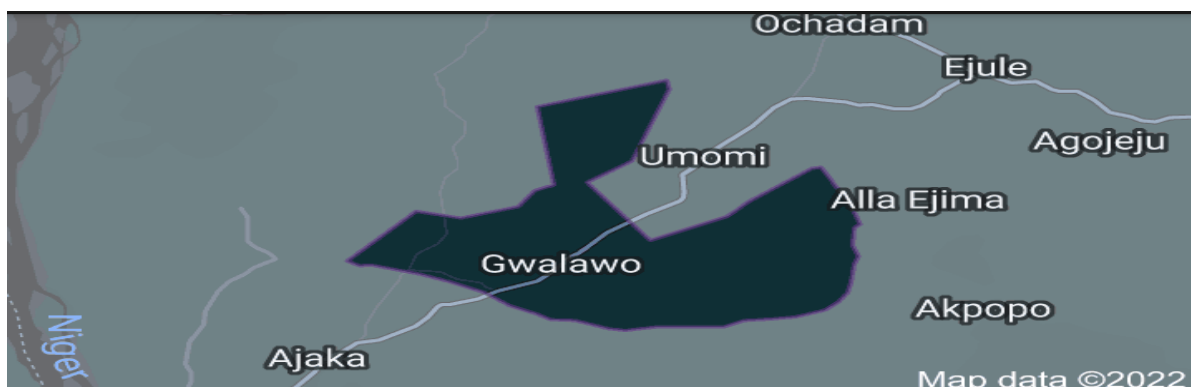 Ochadam
Ejule
Agojeju
Umomi
Alla Ejima
Gwalawo
Akpopo
Niger
Ajaka
Map data ©2022